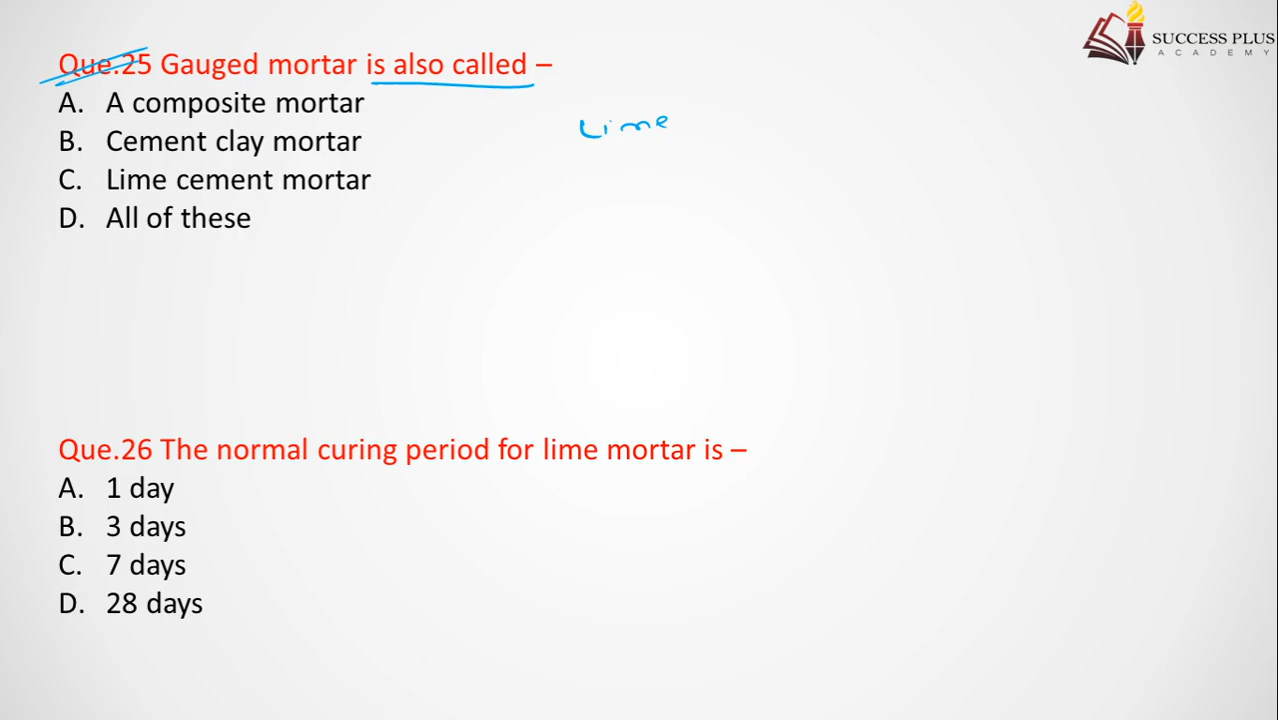 SUCCESS PLUS
ACADEMY
Que.25 Gauged mortar is also called –
A. A composite mortar
Lime
B. Cement clay mortar
C. Lime cement mortar
D. All of these
Que.26 The normal curing period for lime mortar is –
A. 1 day
B. 3 days
C. 7 days
D. 28 days